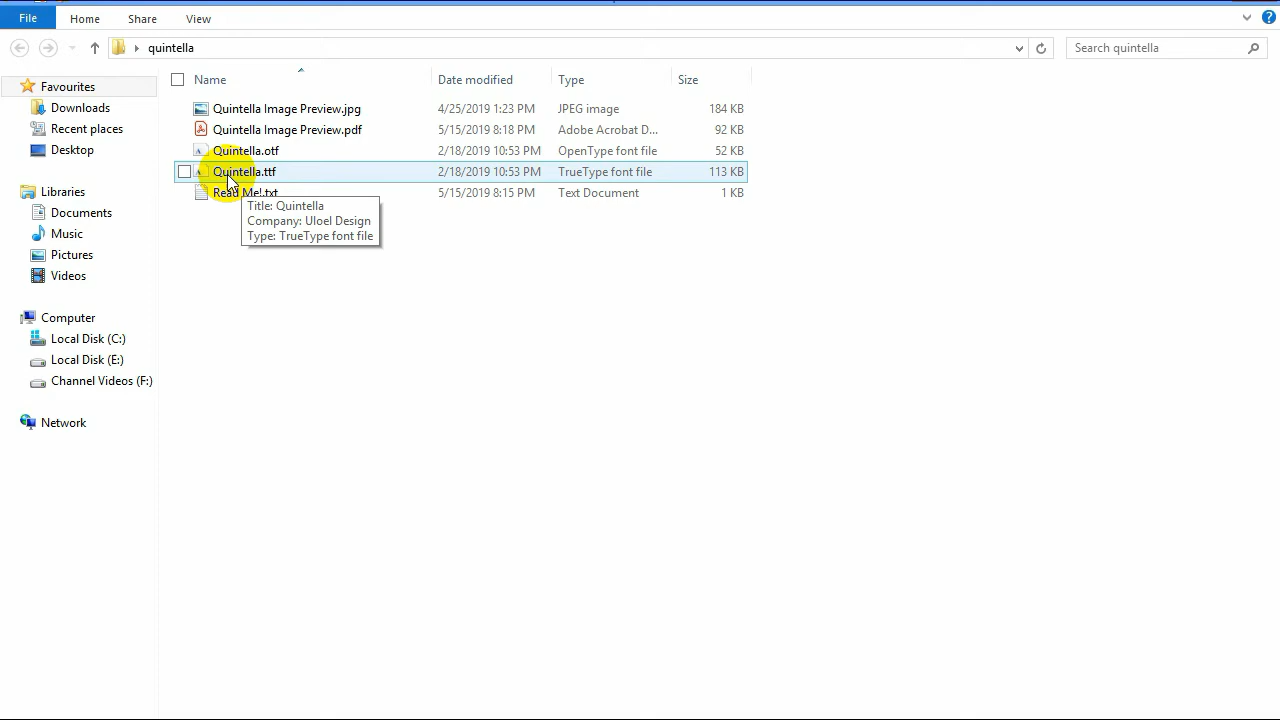 File Home Share View
quintella Search quintella
Name Date modified Type Size
Favourites
Downloads
Recent places
Desktop
Libraries
Documents
Music
Pictures
Videos
Computer
Local Disk (C:)
Local Disk (E:)
Channel Videos (F:)
Network
Quintella Image Preview.jpg 4/25/2019 1:23 PM JPEG image 184 KB
Quintella Image Preview.pdf 5/15/2019 8:18 PM Adobe Acrobat D... 92 KB
Quintella.otf 2/18/2019 10:53 PM OpenType font file 52 KB
Quintella.ttf 2/18/2019 10:53 PM TrueType font file 113 KB
Read Me!.txt 5/15/2019 8:15 PM Text Document 1 KB
Title: Quintella
Company: Uloel Design
Type: TrueType font file